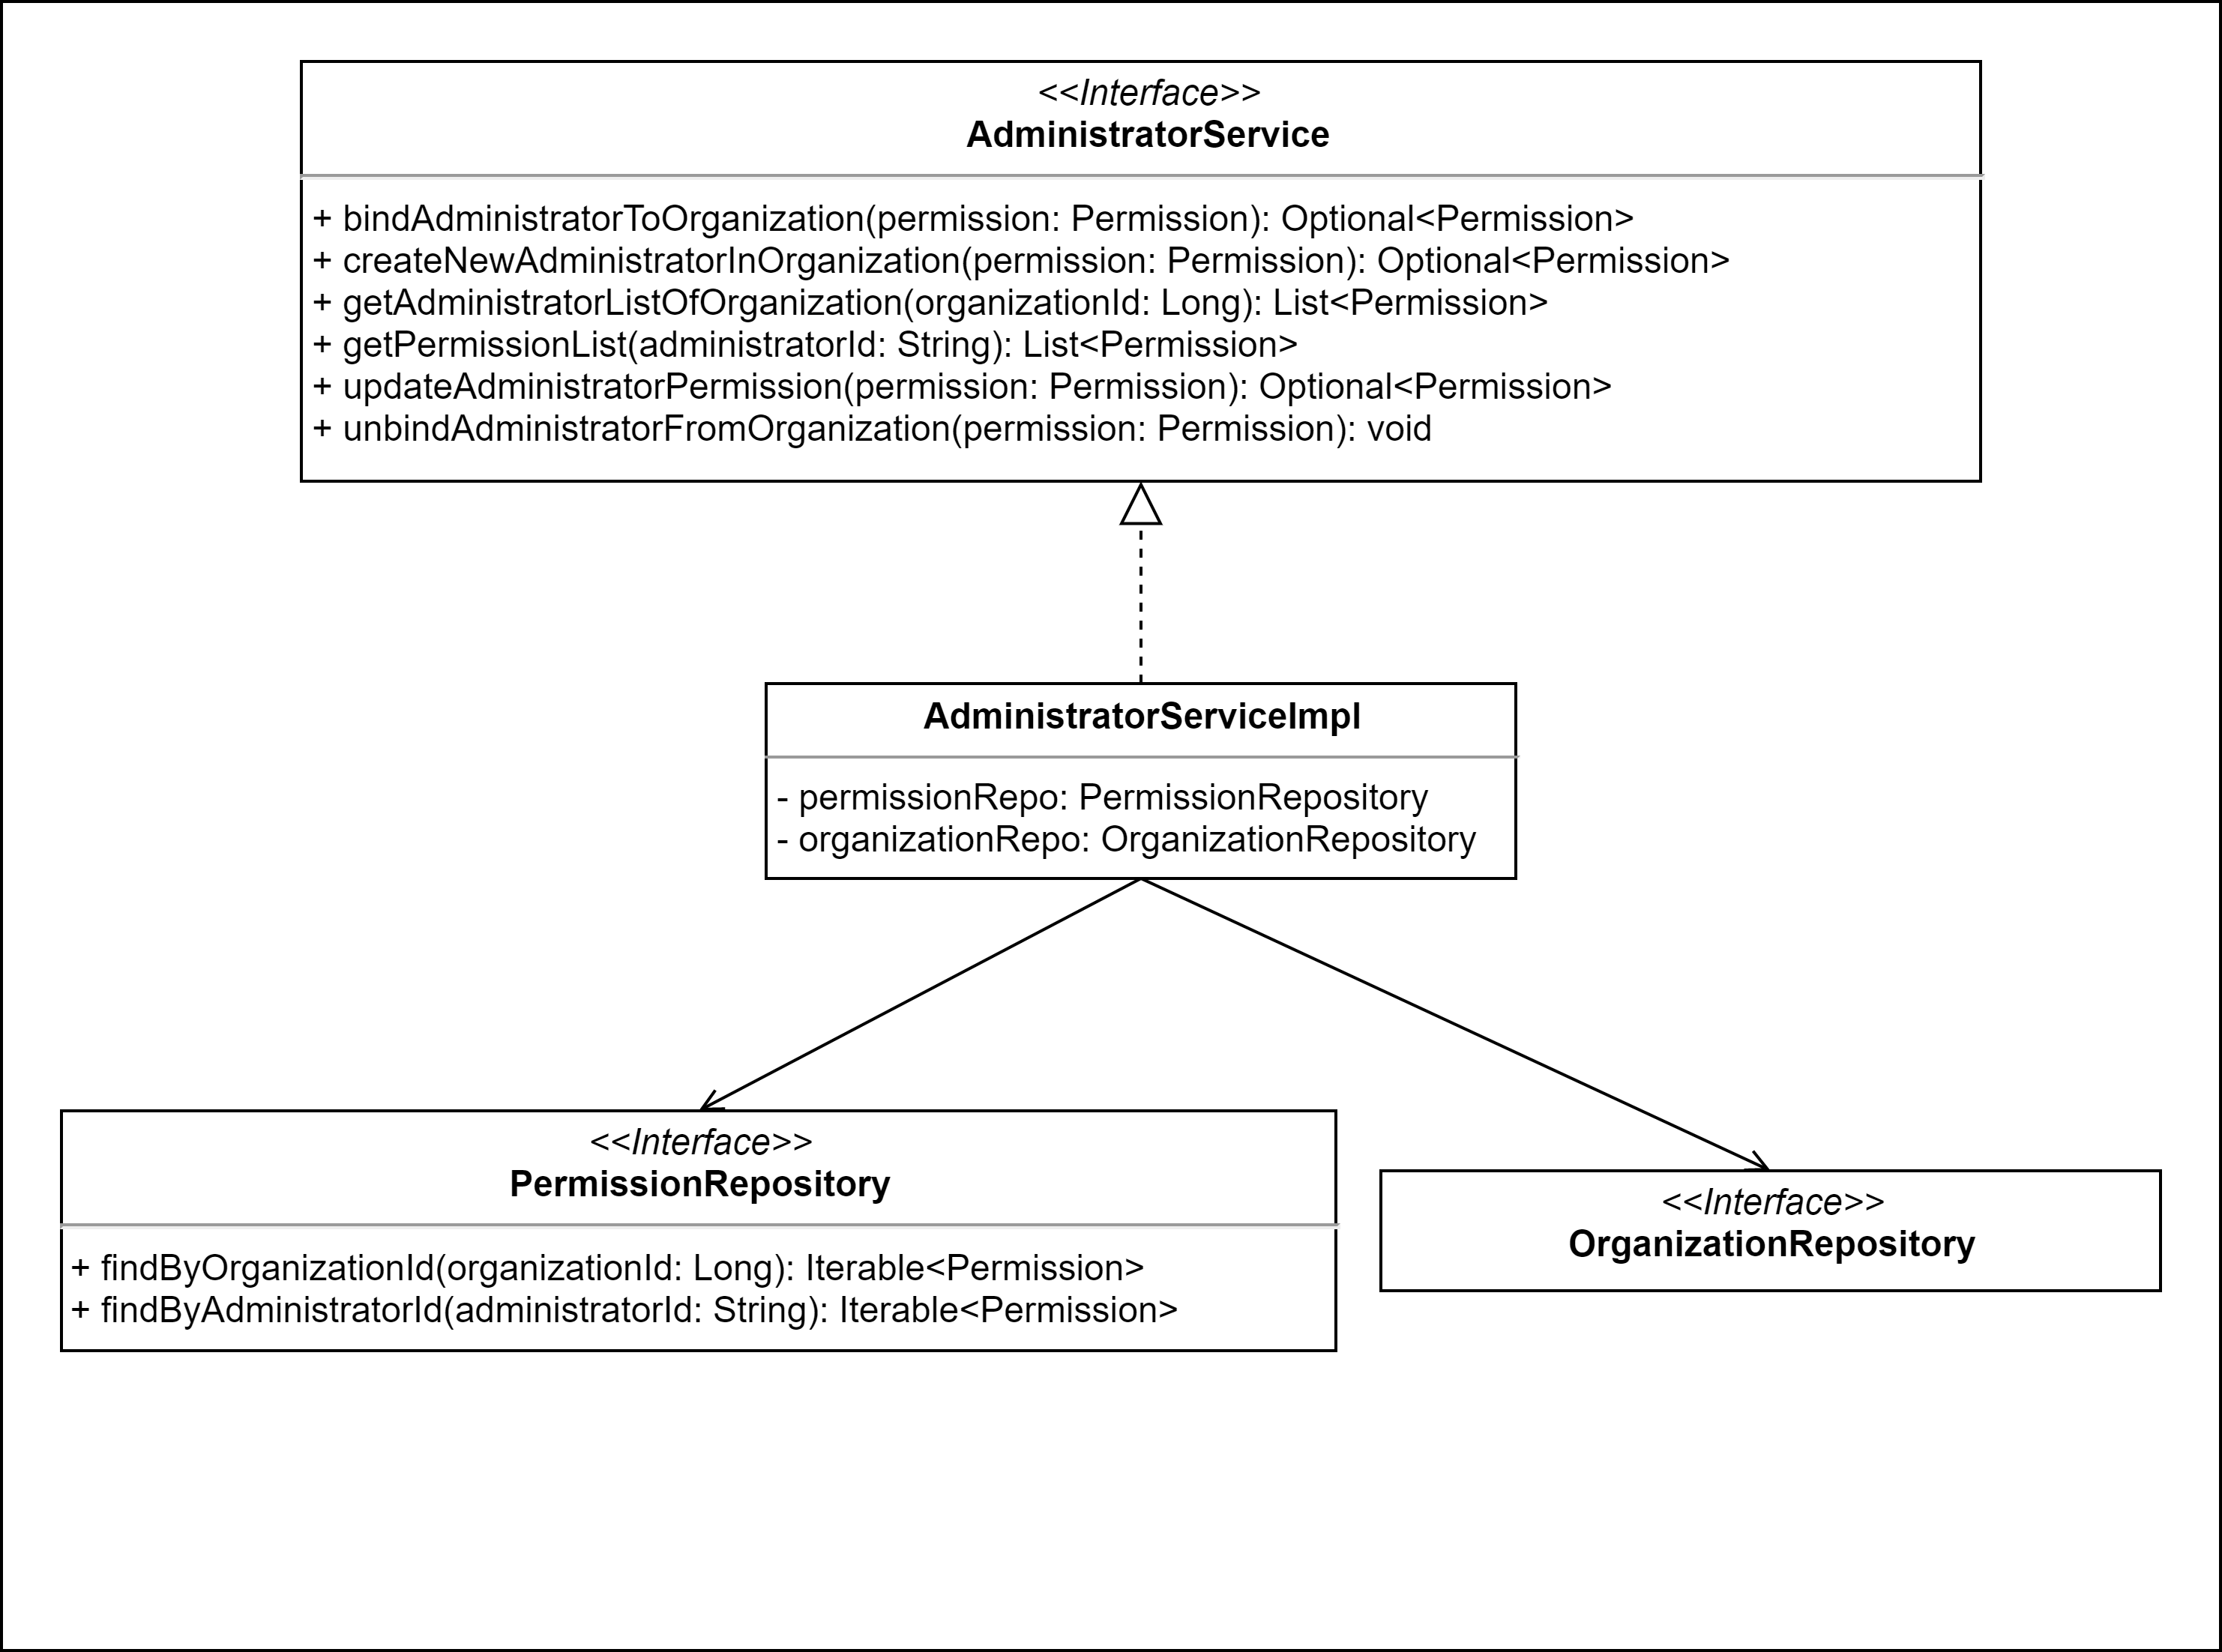 <<Interface>>
AdministratorService
+ bindAdministratorToOrganization(permission: Permission): Optional<Permission>
+ createNewAdministratorInOrganization(permission: Permission): Optional<Permission>
+ getAdministratorListOfOrganization(organizationId: Long): List<Permission>
+ getPermissionList(administratorId: String): List<Permission>
+ updateAdministratorPermission(permission: Permission): Optional<Permission>
+ unbindAdministratorFromOrganization(permission: Permission): void
AdministratorServiceImpl
- permissionRepo: PermissionRepository
- organizationRepo: OrganizationRepository
<<Interface>>
PermissionRepository
+ findByOrganizationId(organizationId: Long): Iterable<Permission>
+ findByAdministratorId(administratorId: String): Iterable<Permission>
<<Interface>>
OrganizationRepository